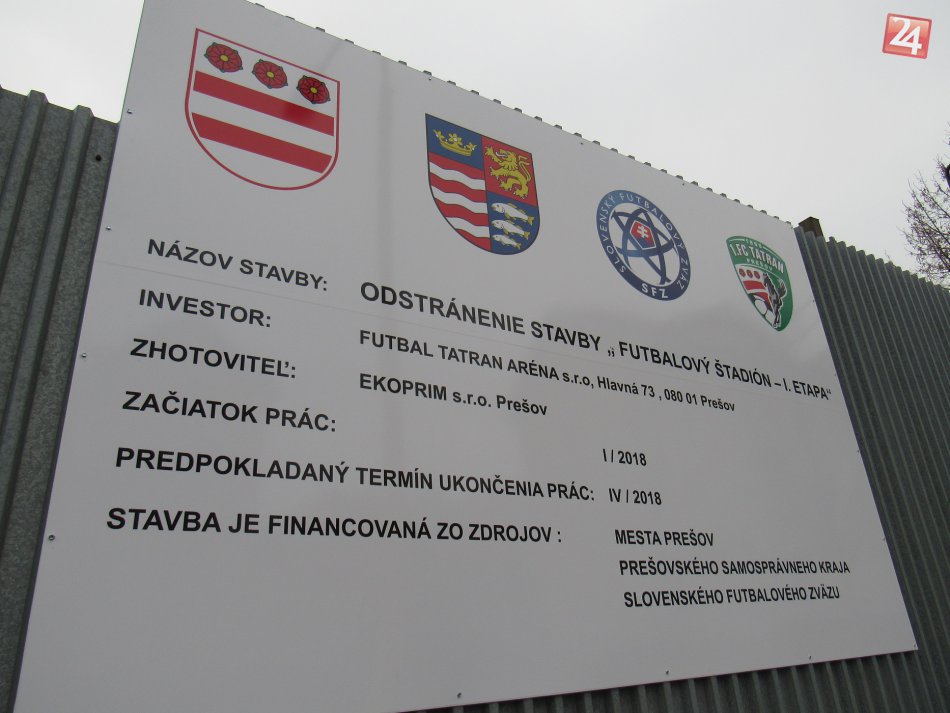 24
SLOVENSKÝ FUTBALOVÝ ZVÄZ
SFZ
1.FC TATRAN
PREŠOV
NÁZOV STAVBY: ODSTRÁNENIE STAVBY „ FUTBALOVÝ ŠTADIÓN – I. ETAPA“
INVESTOR: FUTBAL TATRAN ARÉNA s.r.o, Hlavná 73 , 080 01 Prešov
ZHOTOVITEĽ: EKOPRIM s.r.o. Prešov
ZAČIATOK PRÁC: I / 2018
PREDPOKLADANÝ TERMÍN UKONČENIA PRÁC: IV / 2018
STAVBA JE FINANCOVANÁ ZO ZDROJOV : MESTA PREŠOV
PREŠOVSKÉHO SAMOSPRÁVNEHO KRAJA
SLOVENSKÉHO FUTBALOVÉHO ZVÄZU